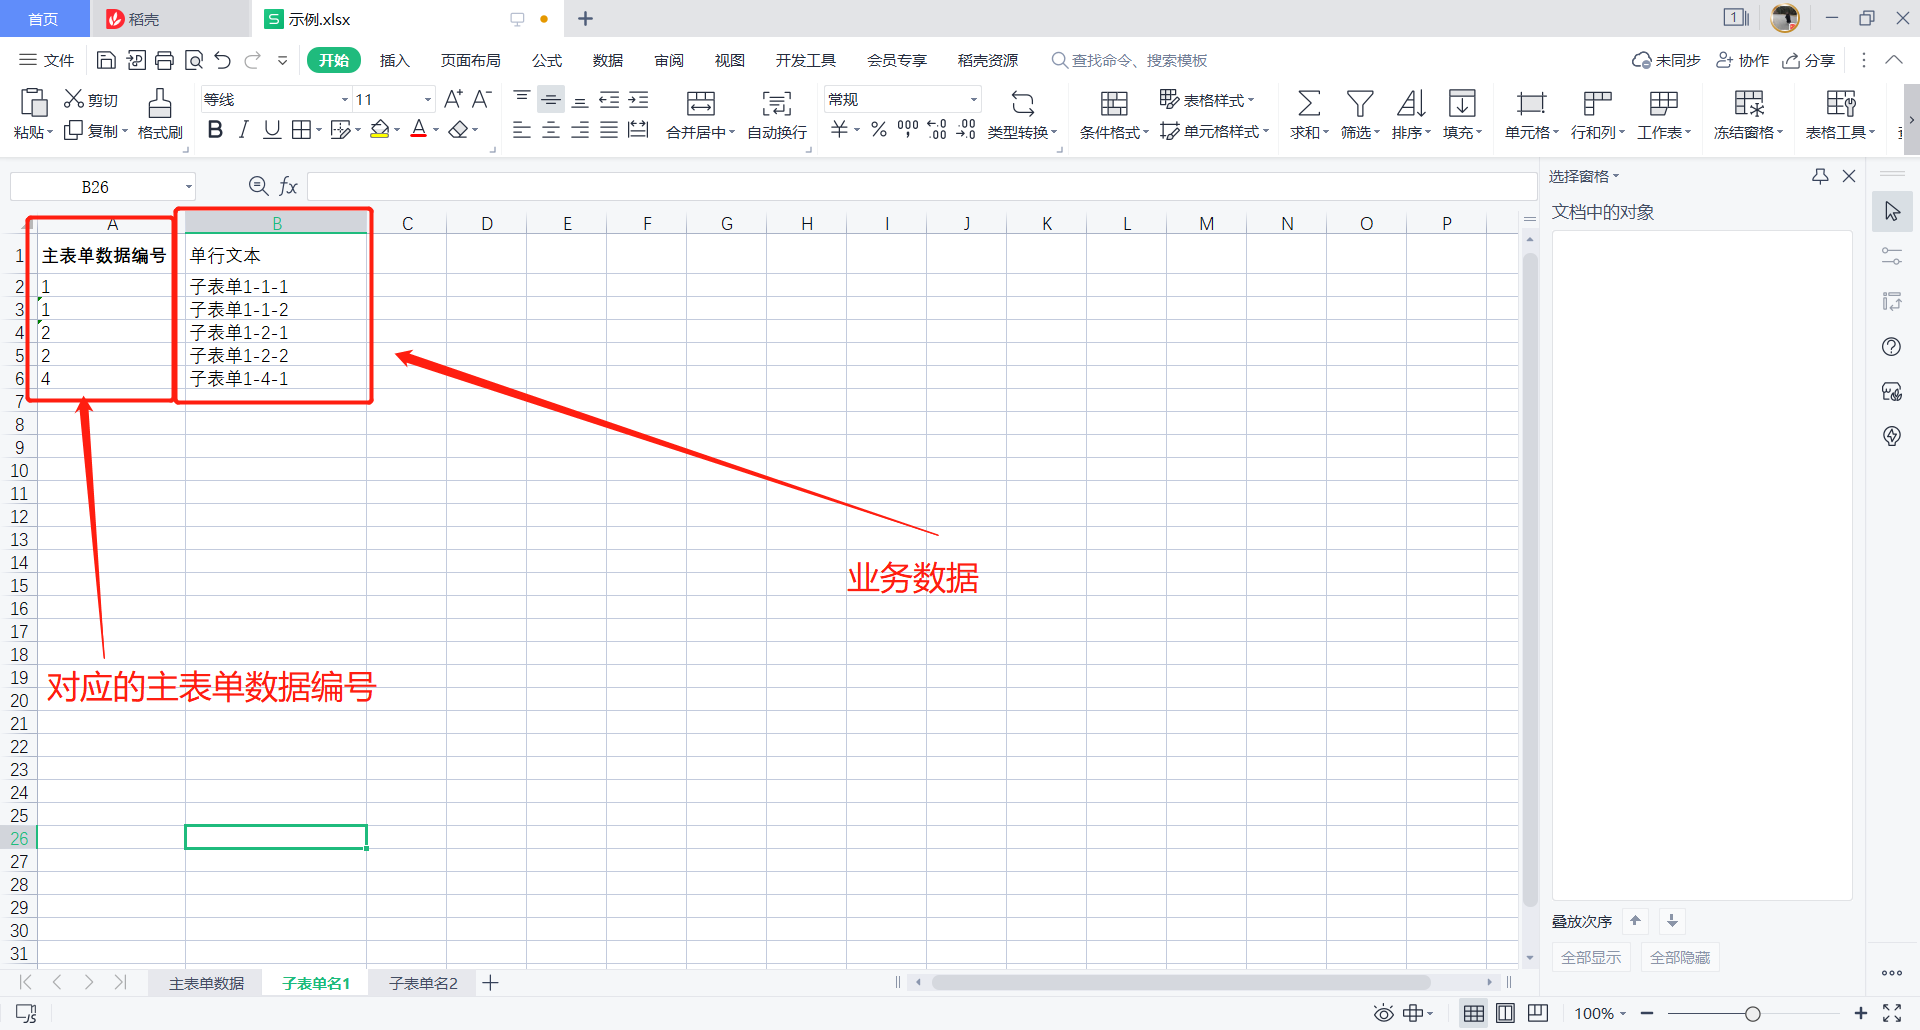 首页 稻壳 S 示例.xlsx 1
文件 开始 插入 页面布局 公式 数据 审阅 视图 开发工具 会员专享 稻壳资源 查找命令、搜索模板 未同步 协作 分享
剪切 等线 11 A+ A- 常规 表格样式
粘贴 复制 格式刷 B I U A 合并居中 自动换行 ¥ % 000 ←.0 .00 .00 →.0 类型转换 条件格式 单元格样式 求和 筛选 排序 填充 单元格 行和列 工作表 冻结窗格 表格工具
B26 fx 选择窗格
文档中的对象
A B C D E F G H I J K L M N O P
1 主表单数据编号 单行文本
2 1 子表单1-1-1
3 1 子表单1-1-2
4 2 子表单1-2-1
5 2 子表单1-2-2
6 4 子表单1-4-1
7
8
9
10
11
12
13
14
业务数据
15
16
17
18
19
对应的主表单数据编号
20
21
22
23
24
25
26
27
28
29
30
31
叠放次序
全部显示 全部隐藏
主表单数据 子表单名1 子表单名2
JS 100%